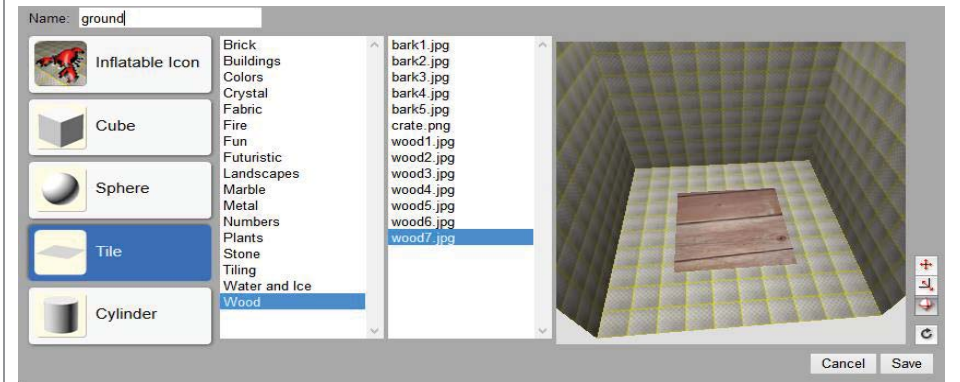 Name: ground
Inflatable Icon
Cube
Sphere
Tile
Cylinder
Brick
Buildings
Colors
Crystal
Fabric
Fire
Fun
Futuristic
Landscapes
Marble
Metal
Numbers
Plants
Stone
Tiling
Water and Ice
Wood
bark1.jpg
bark2.jpg
bark3.jpg
bark4.jpg
bark5.jpg
crate.png
wood1.jpg
wood2.jpg
wood3.jpg
wood4.jpg
wood5.jpg
wood6.jpg
wood7.jpg
Cancel
Save